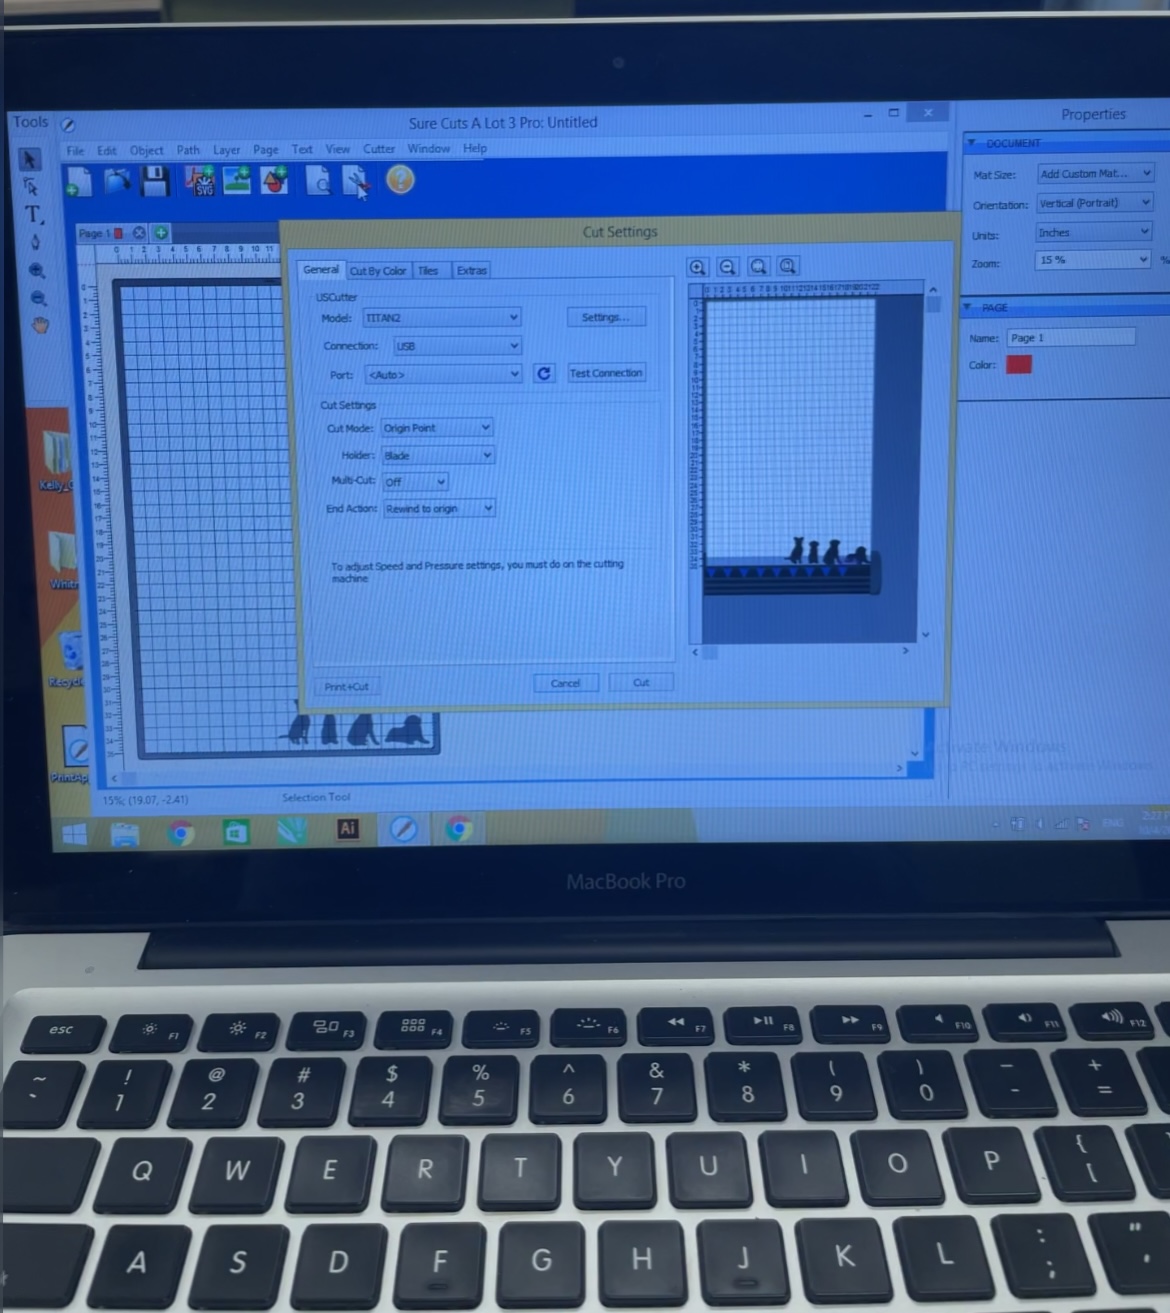 Tools
Sure Cuts A Lot 3 Pro: Untitled
Properties
File Edit Object Path Layer Page Text View Cutter Window Help
DOCUMENT
SVG
Mat Size: Add Custom Mat...
Orientation: Vertical (Portrait)
Units: Inches
Zoom: 15 % %
Page 1
Cut Settings
General Cut By Color Tiles Extras
USCutter
Model: TITAN2 Settings...
Connection: USB
Port: <Auto> Test Connection
PAGE
Name: Page 1
Color:
Cut Settings
Cut Mode: Origin Point
Holder: Blade
Multi-Cut: Off
End Action: Rewind to origin
To adjust Speed and Pressure settings, you must do on the cutting
machine
Print+Cut Cancel Cut
15%; (19.07, -2.41) Selection Tool
Ai
ENG
MacBook Pro
esc F1 F2 F3 F4 F5 F6 F7 F8 F9 F10 F11 F12
~ ! @ # $ % ^ & * ( ) — +
` 1 2 3 4 5 6 7 8 9 0 - =
Q W E R T Y U I O P { [
A S D F G H J K L : ; " '